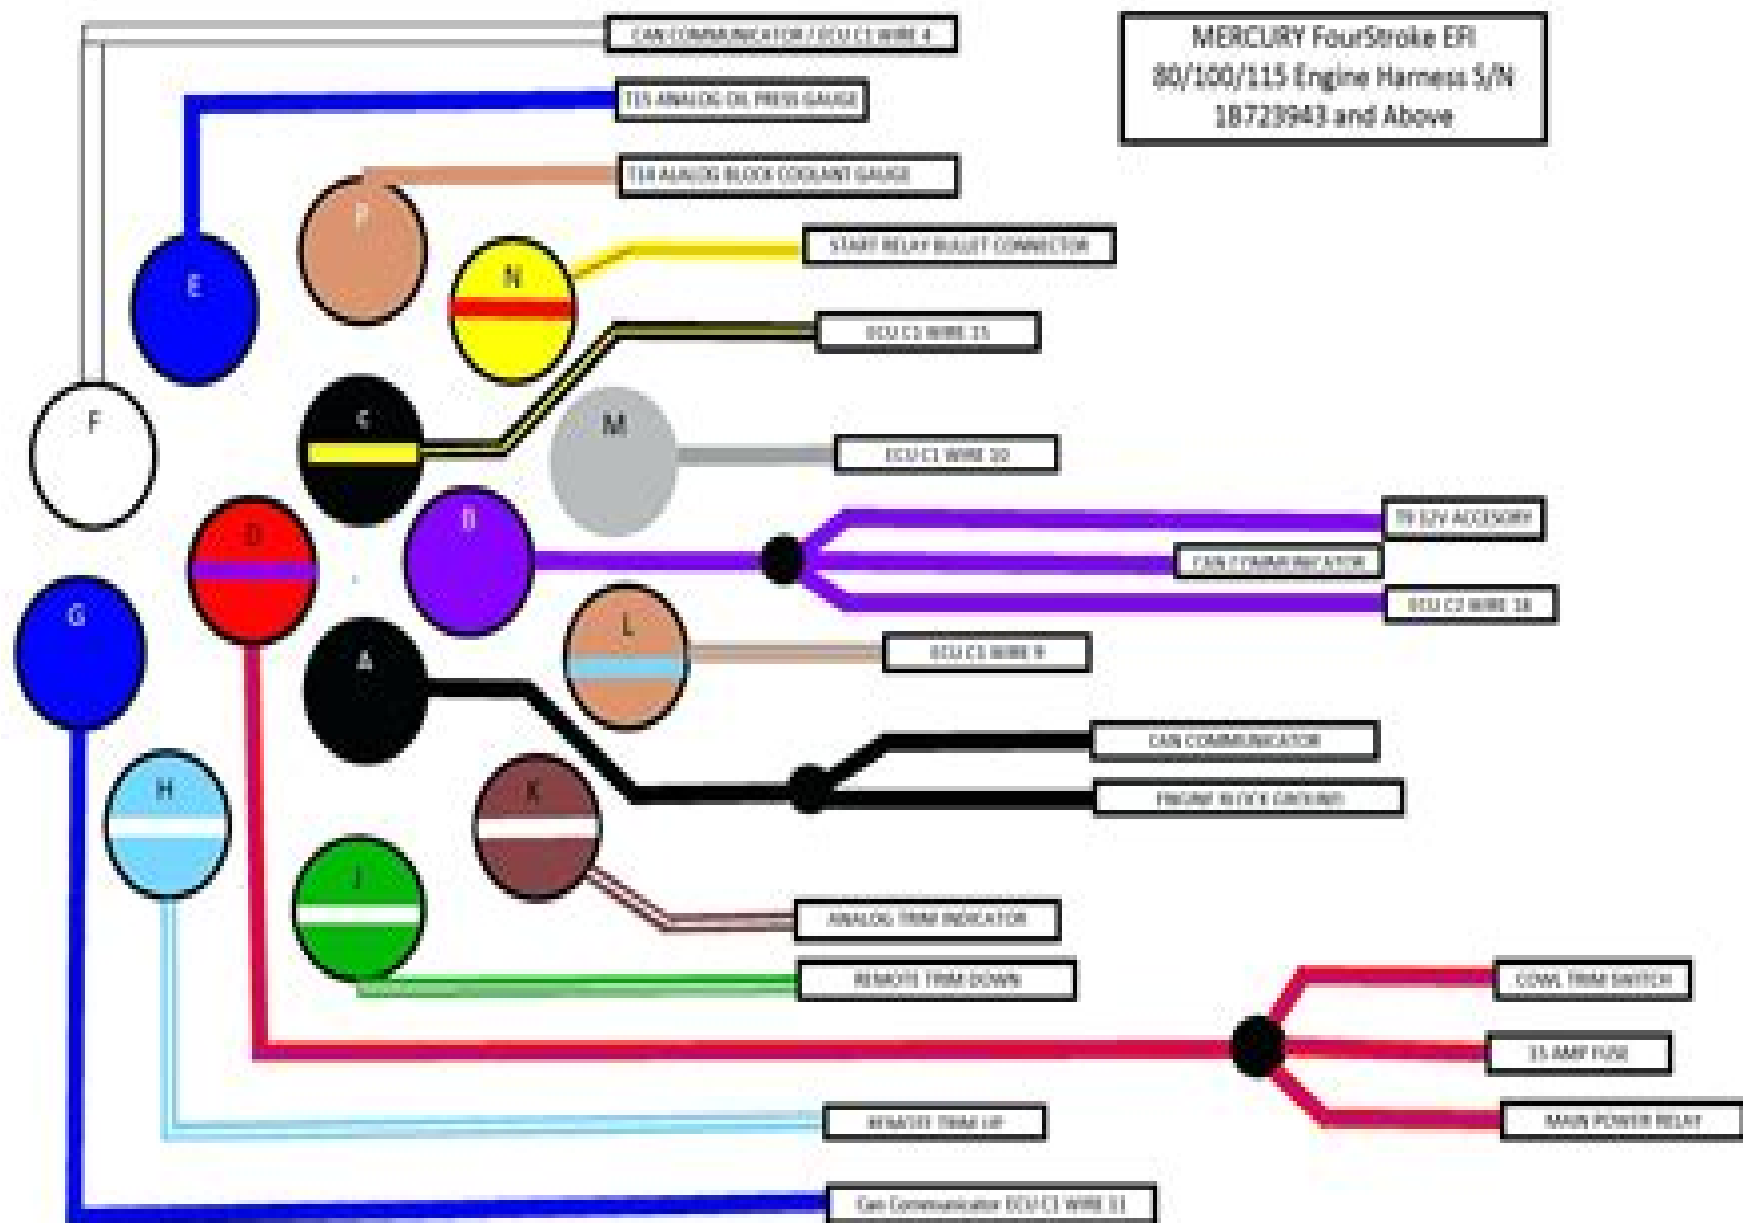 CAN COMMUNICATOR / ECU C1 WIRE 4
MERCURY FourStroke EFI
80/100/115 Engine Harness S/N
1B723943 and Above
T15 ANALOG OIL PRESS GAUGE
ALALOG BLOCK COOLANT GAUGE
P
START RELAY BULLET CONNECTOR
E
N
ECU WIRE 15
F
C
M
ECU C1 WIRE 10
B
T9 12V ACCESORY
D
CAN COMMUNICATOR
ECU C2 WIRE 18
G
L
A
ECU WIRE 9
CAN COMMUNICATOR
H
K
ENGINE BLOCK GROUND
J
ANALOG TRIM INDICATOR
REMOTE TRIM DOWN
COWL TRIM SWITCH
15 AMP FUSE
REMOTE TRIM UP
MAIN POWER RELAY
Can Communicator ECU C1 WIRE 11